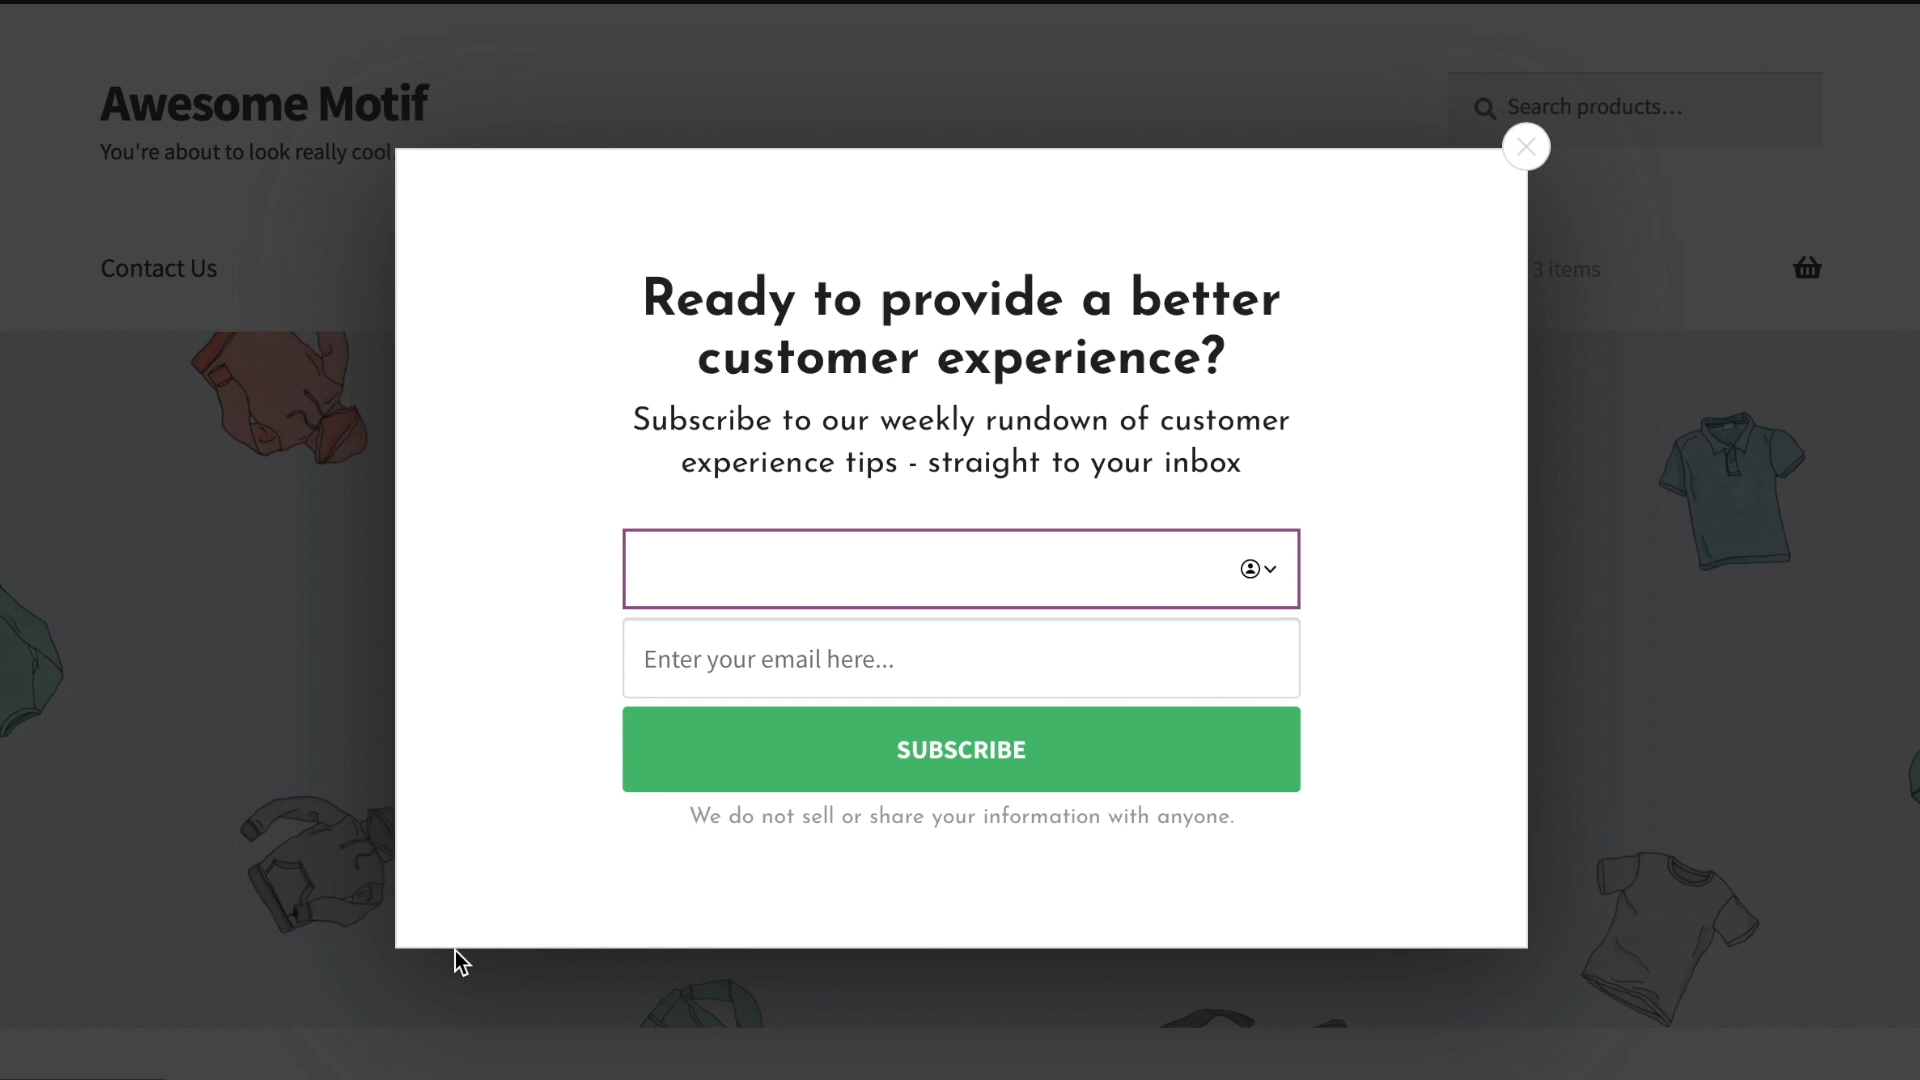 Awesome Motif
You're about to look really cool.
Search products...
Contact Us
3 items
Ready to provide a better
customer experience?
Subscribe to our weekly rundown of customer
experience tips - straight to your inbox
Enter your email here...
SUBSCRIBE
We do not sell or share your information with anyone.